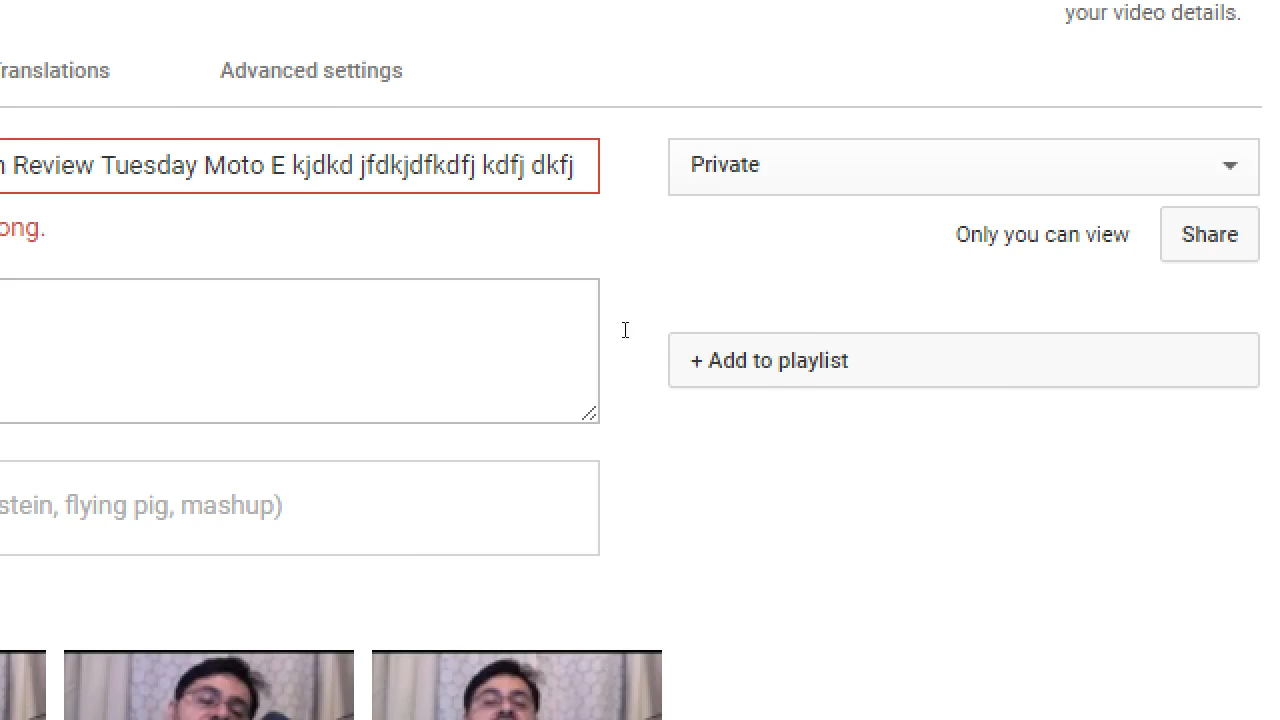 your video details.
Translations Advanced settings
Review Tuesday Moto E kjdkd jfdkjdfkdfj kdfj dkfj
Private
ong.
Only you can view Share
+ Add to playlist
stein, flying pig, mashup)